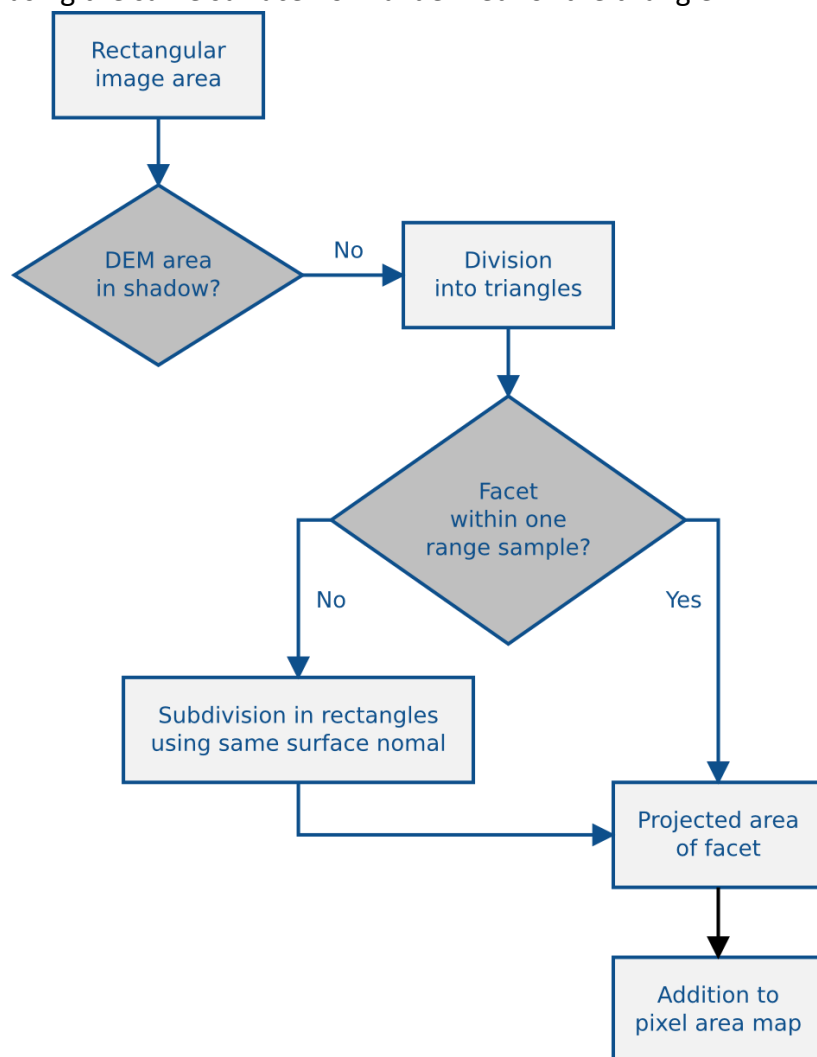 Rectangular
image area
DEM area
in shadow?
No
Division
into triangles
Facet
within one
range sample?
No
Yes
Subdivision in rectangles
using same surface nomal
Projected area
of facet
Addition to
pixel area map